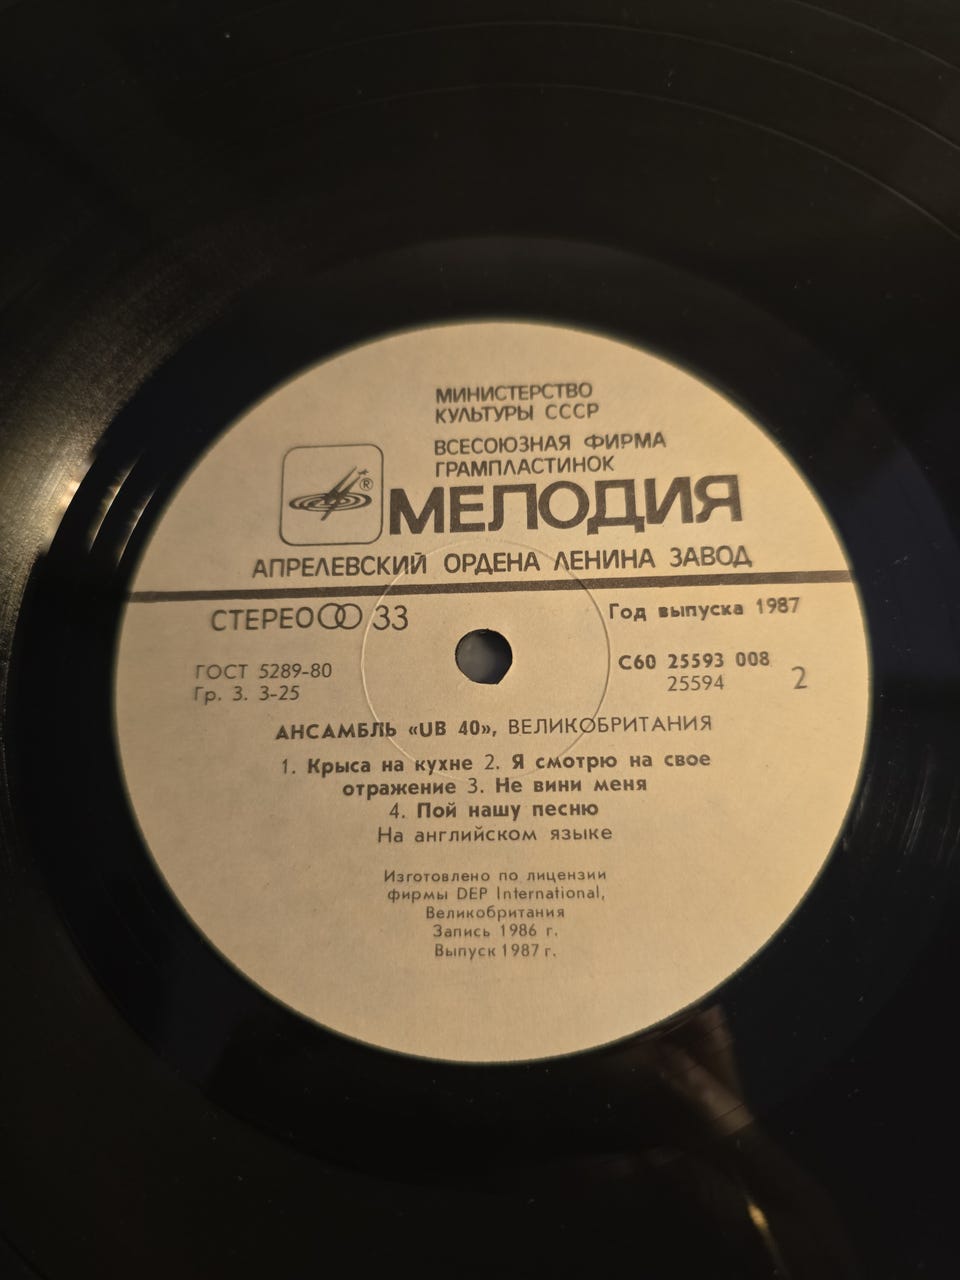 МИНИСТЕРСТВО
КУЛЬТУРЫ СССР
ВСЕСОЮЗНАЯ ФИРМА
ГРАМПЛАСТИНОК
®
МЕЛОДИЯ
АПРЕЛЕВСКИЙ ОРДЕНА ЛЕНИНА ЗАВОД
СТЕРЕО 33
Год выпуска 1987
ГОСТ 5289-80
Гр. 3. 3-25
С60 25593 008
25594
2
АНСАМБЛЬ «UB 40», ВЕЛИКОБРИТАНИЯ
1. Крыса на кухне 2. Я смотрю на свое
отражение 3. Не вини меня
4. Пой нашу песню
На английском языке
Изготовлено по лицензии
фирмы DEP International,
Великобритания
Запись 1986 г.
Выпуск 1987 г.